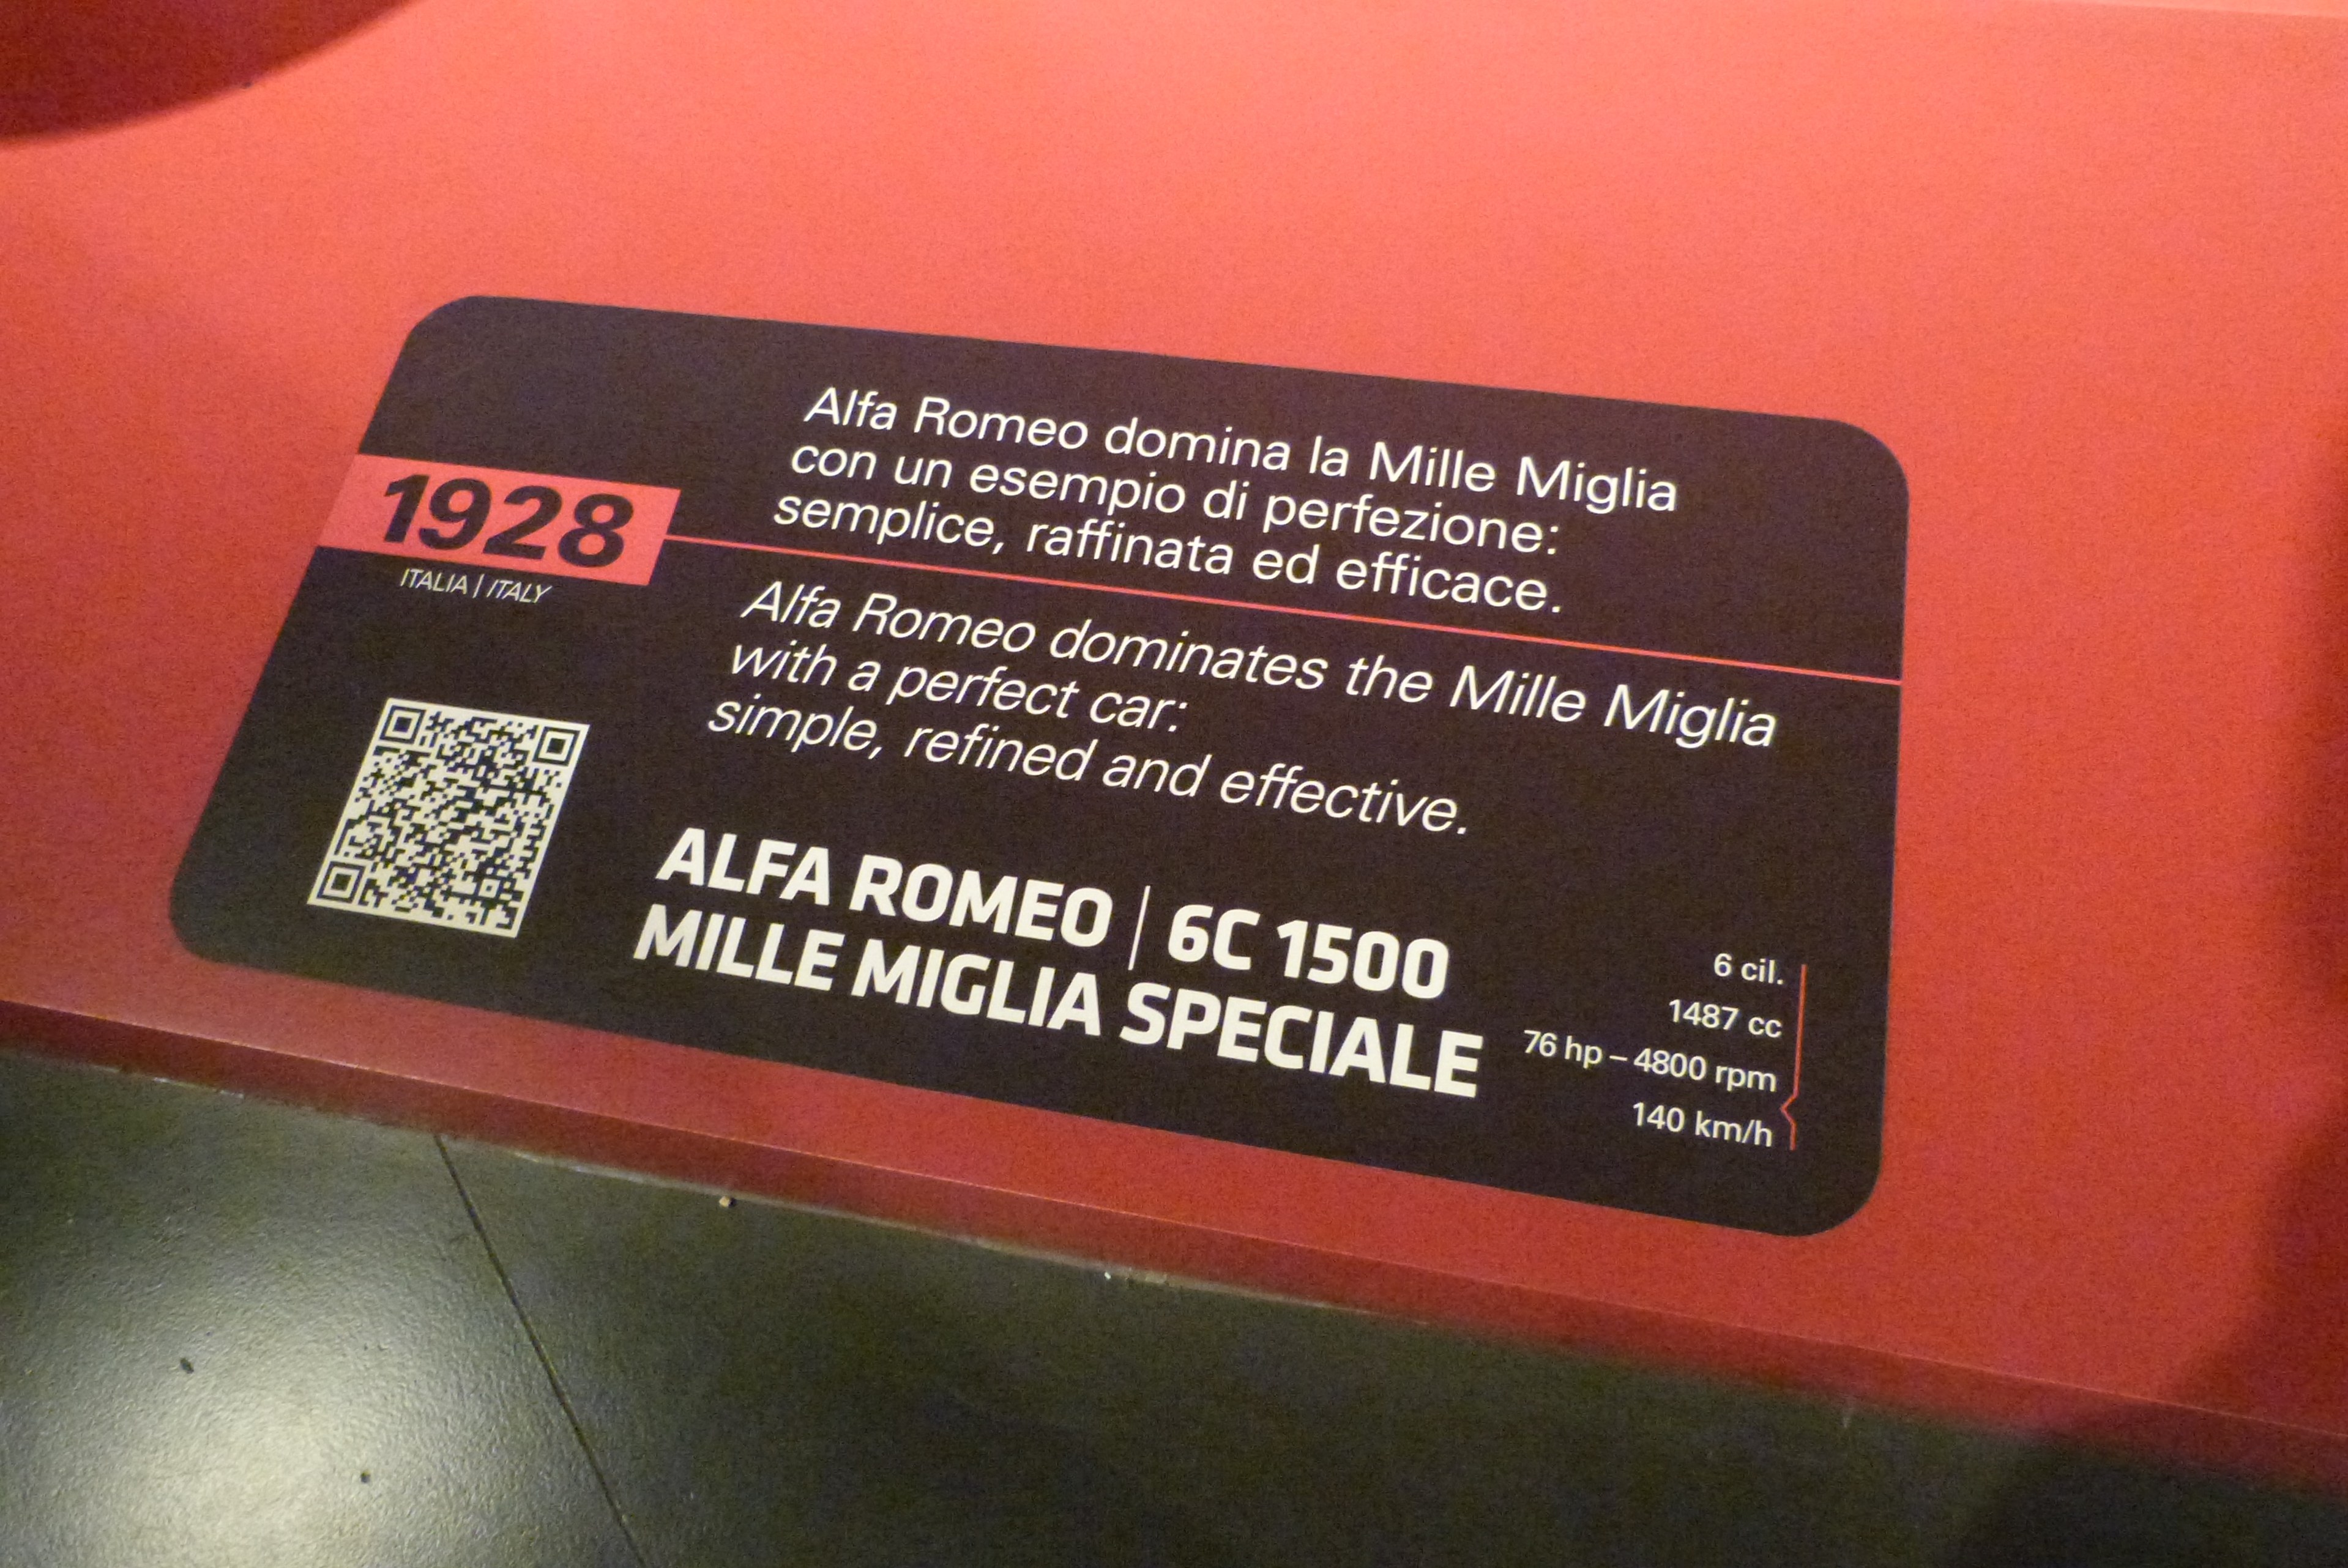 1928
ITALIA | ITALY
Alfa Romeo domina la Mille Miglia
con un esempio di perfezione:
semplice, raffinata ed efficace.
Alfa Romeo dominates the Mille Miglia
with a perfect car:
simple, refined and effective.
ALFA ROMEO | 6C 1500
MILLE MIGLIA SPECIALE
6 cil.
1487 cc
76 hp – 4800 rpm
140 km/h